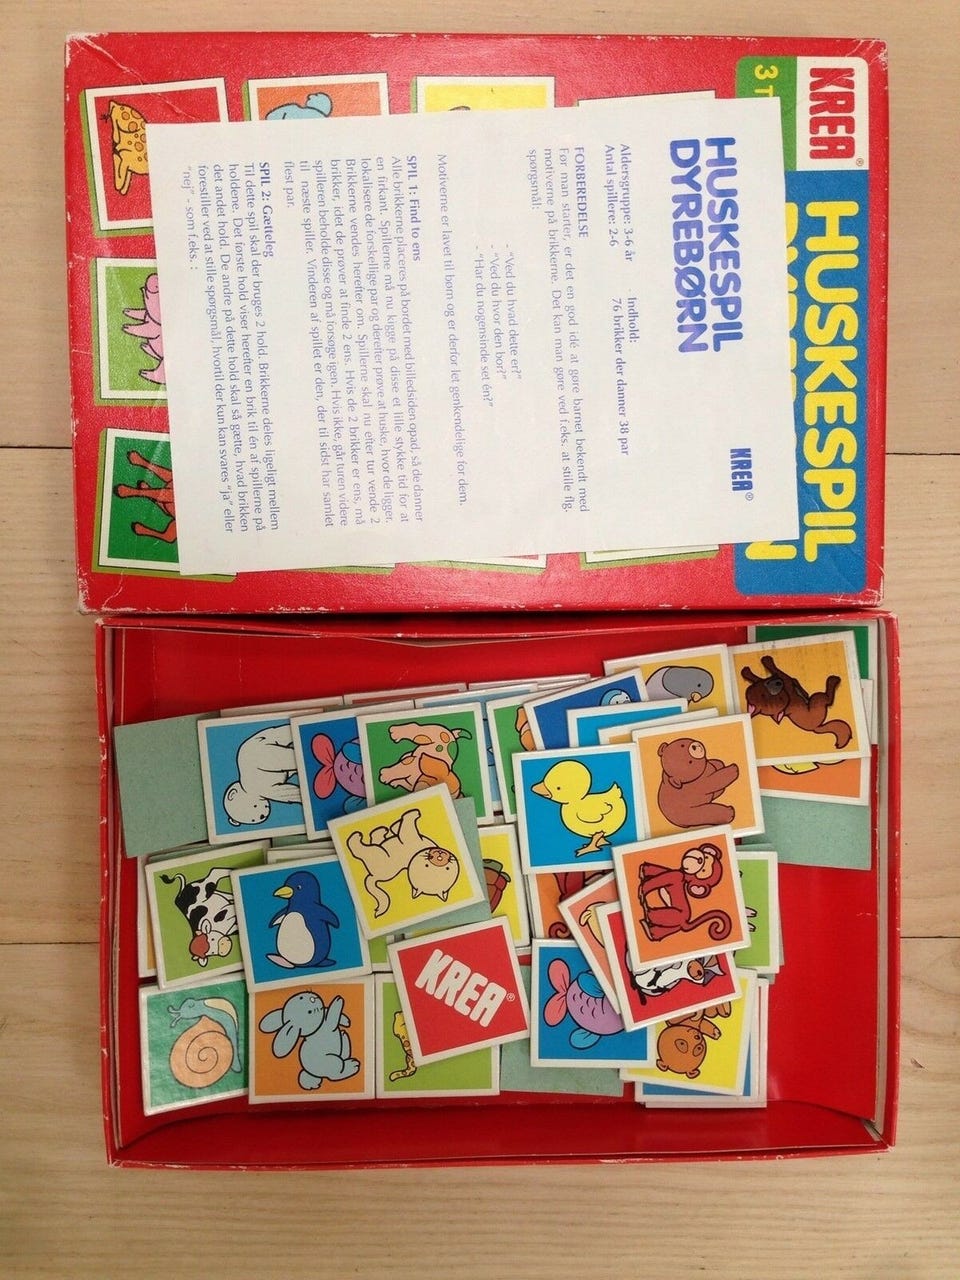 KREA®
3
HUSKESPIL
HUSKESPIL
DYREBØRN
KREA®
Aldersgruppe: 3-6 år
Antal spillere: 2-6
Indhold:
76 brikker der danner 38 par
FORBEREDELSE
Før man starter, er det en god idé at gøre barnet bekendt med
motiverne på brikkerne. Det kan man gøre ved f.eks. at stille flg.
spørgsmål:
- "Ved du hvad dette er?"
- "Ved du hvor den bor?"
- "Har du nogensinde set én?"
Motiverne er lavet til børn og er derfor let genkendelige for dem.
SPIL 1: Find to ens
Alle brikkerne placeres på bordet med billedsiden opad, så de danner
en firkant. Spillerne må nu kigge på disse et lille stykke tid for at
lokalisere de forskellige par og derefter prøve at huske, hvor de ligger.
Brikkerne vendes herefter om. Spillerne skal nu efter tur vende 2
brikker, idet de prøver at finde 2 ens. Hvis de 2 brikker er ens, må
spilleren beholde disse og må forsøge igen. Hvis ikke, går turen videre
til næste spiller. Vinderen af spillet er den, der til sidst har samlet
flest par.
SPIL 2: Gætteleg
Til dette spil skal der bruges 2 hold. Brikkerne deles ligeligt mellem
holdene. Det første hold viser herefter en brik til én af spillerne på
det andet hold. De andre på dette hold skal så gætte, hvad brikken
forestiller ved at stille spørgsmål, hvortil der kun kan svares "ja" eller
"nej" - som f.eks. :
KREA®